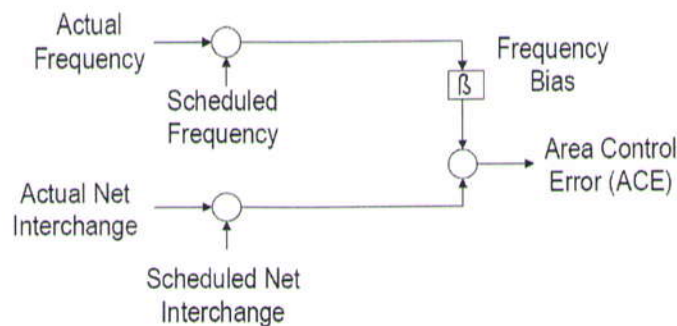 Actual
Frequency
Scheduled
Frequency
Frequency
Bias
ß
Area Control
Error (ACE)
Actual Net
Interchange
Scheduled Net
Interchange